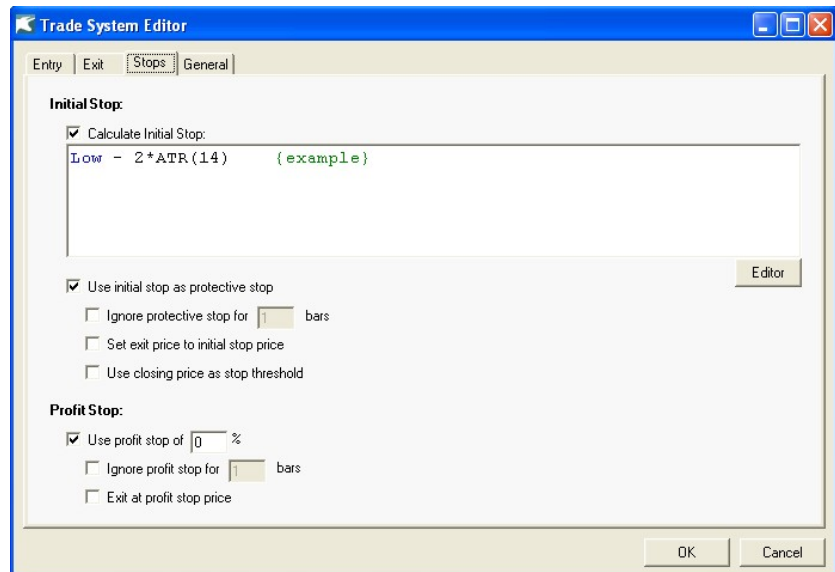 Trade System Editor
Entry Exit Stops General
Initial Stop:
Calculate Initial Stop:
Low - 2*ATR(14) {example}
Editor
Use initial stop as protective stop
Ignore protective stop for 1 bars
Set exit price to initial stop price
Use closing price as stop threshold
Profit Stop:
Use profit stop of 0 %
Ignore profit stop for 1 bars
Exit at profit stop price
OK Cancel